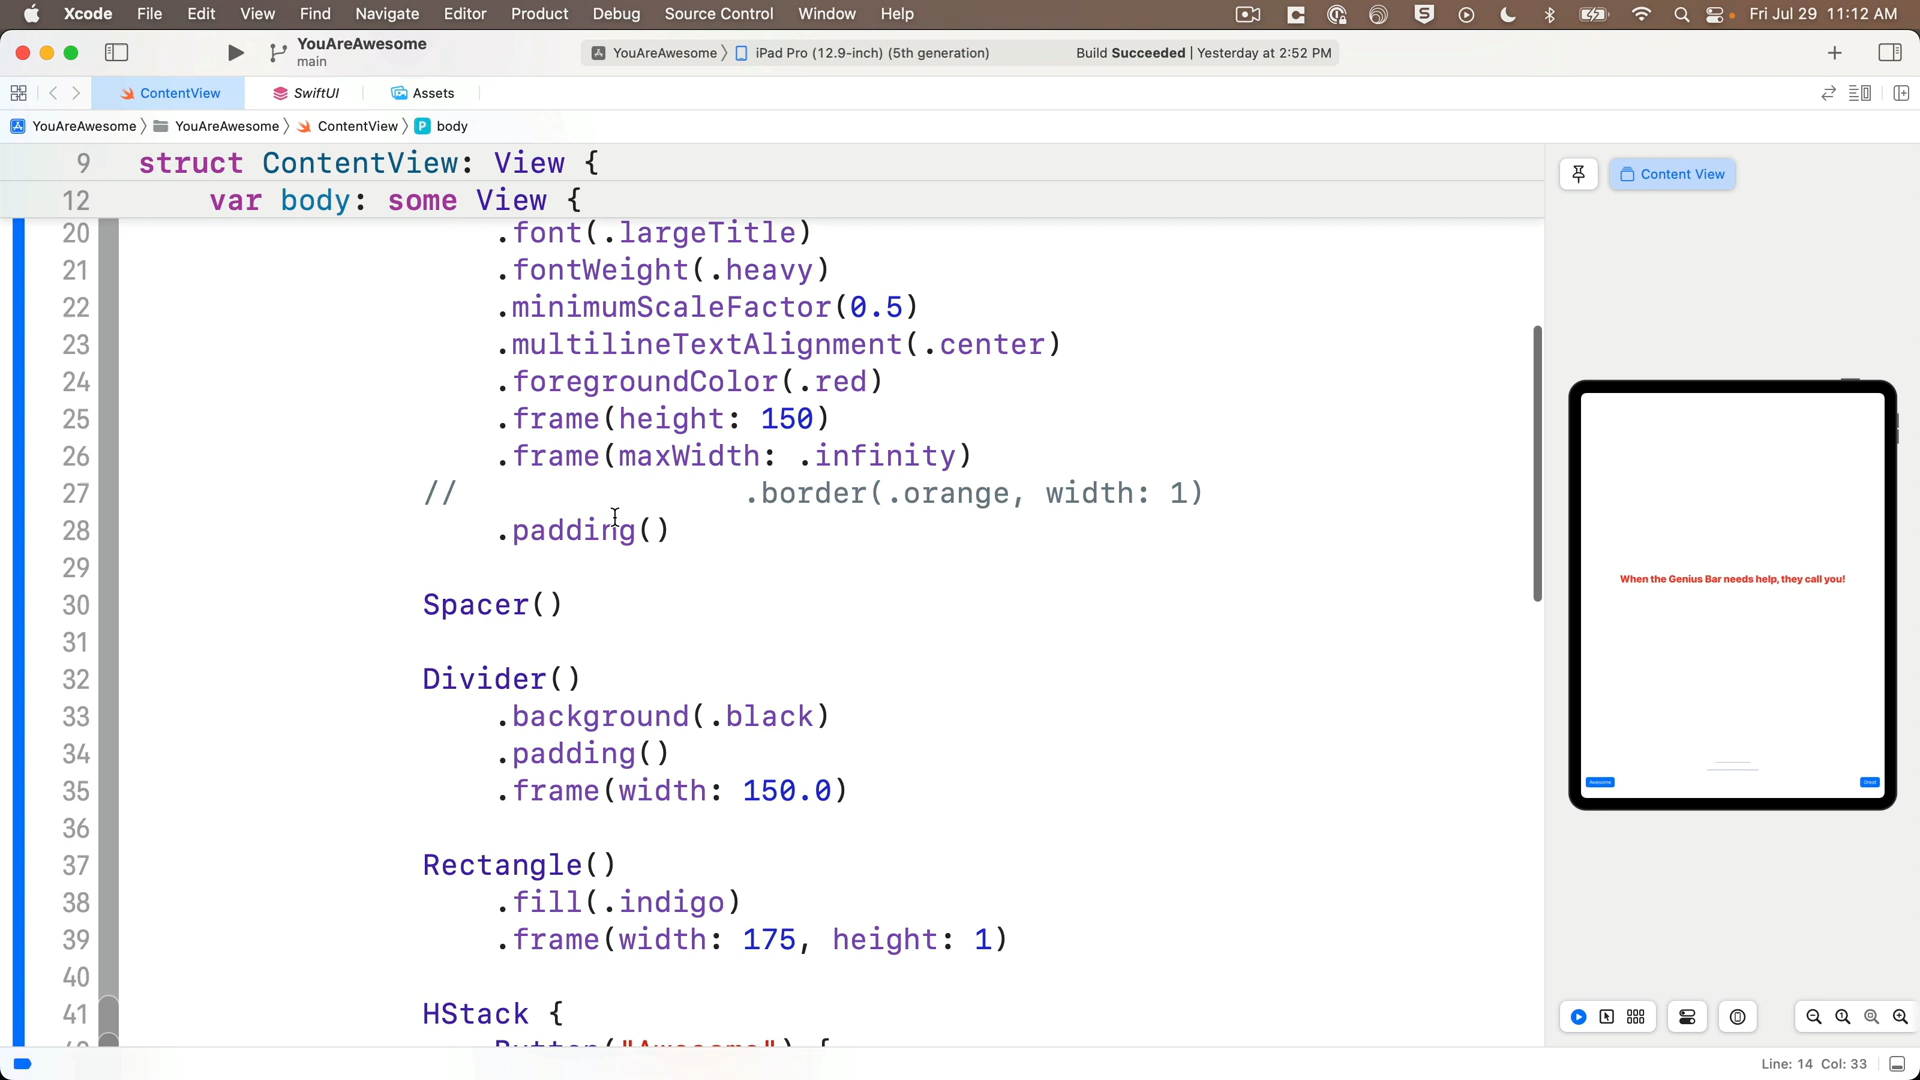 Xcode File Edit View Find Navigate Editor Product Debug Source Control Window Help Fri Jul 29 11:12 AM
YouAreAwesome
main
YouAreAwesome iPad Pro (12.9-inch) (5th generation) Build Succeeded | Yesterday at 2:52 PM
ContentView SwiftUI Assets
YouAreAwesome YouAreAwesome ContentView P body
9 struct ContentView: View {
12 var body: some View {
20 .font(.largeTitle)
21 .fontWeight(.heavy)
22 .minimumScaleFactor(0.5)
23 .multilineTextAlignment(.center)
24 .foregroundColor(.red)
25 .frame(height: 150)
26 .frame(maxWidth: .infinity)
27 // .border(.orange, width: 1)
28 .padding()
29
30 Spacer()
31
32 Divider()
33 .background(.black)
34 .padding()
35 .frame(width: 150.0)
36
37 Rectangle()
38 .fill(.indigo)
39 .frame(width: 175, height: 1)
40
41 HStack {
Button("Awesome") {
Content View
When the Genius Bar needs help, they call you!
Awesome Great
Line: 14 Col: 33